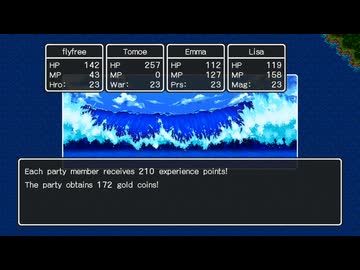 flyfree Tomoe Emma Lisa
HP 142 HP 257 HP 112 HP 119
MP 43 MP 0 MP 127 MP 158
Hro: 23 War: 23 Prs: 23 Mag: 23
Each party member receives 210 experience points!
The party obtains 172 gold coins!